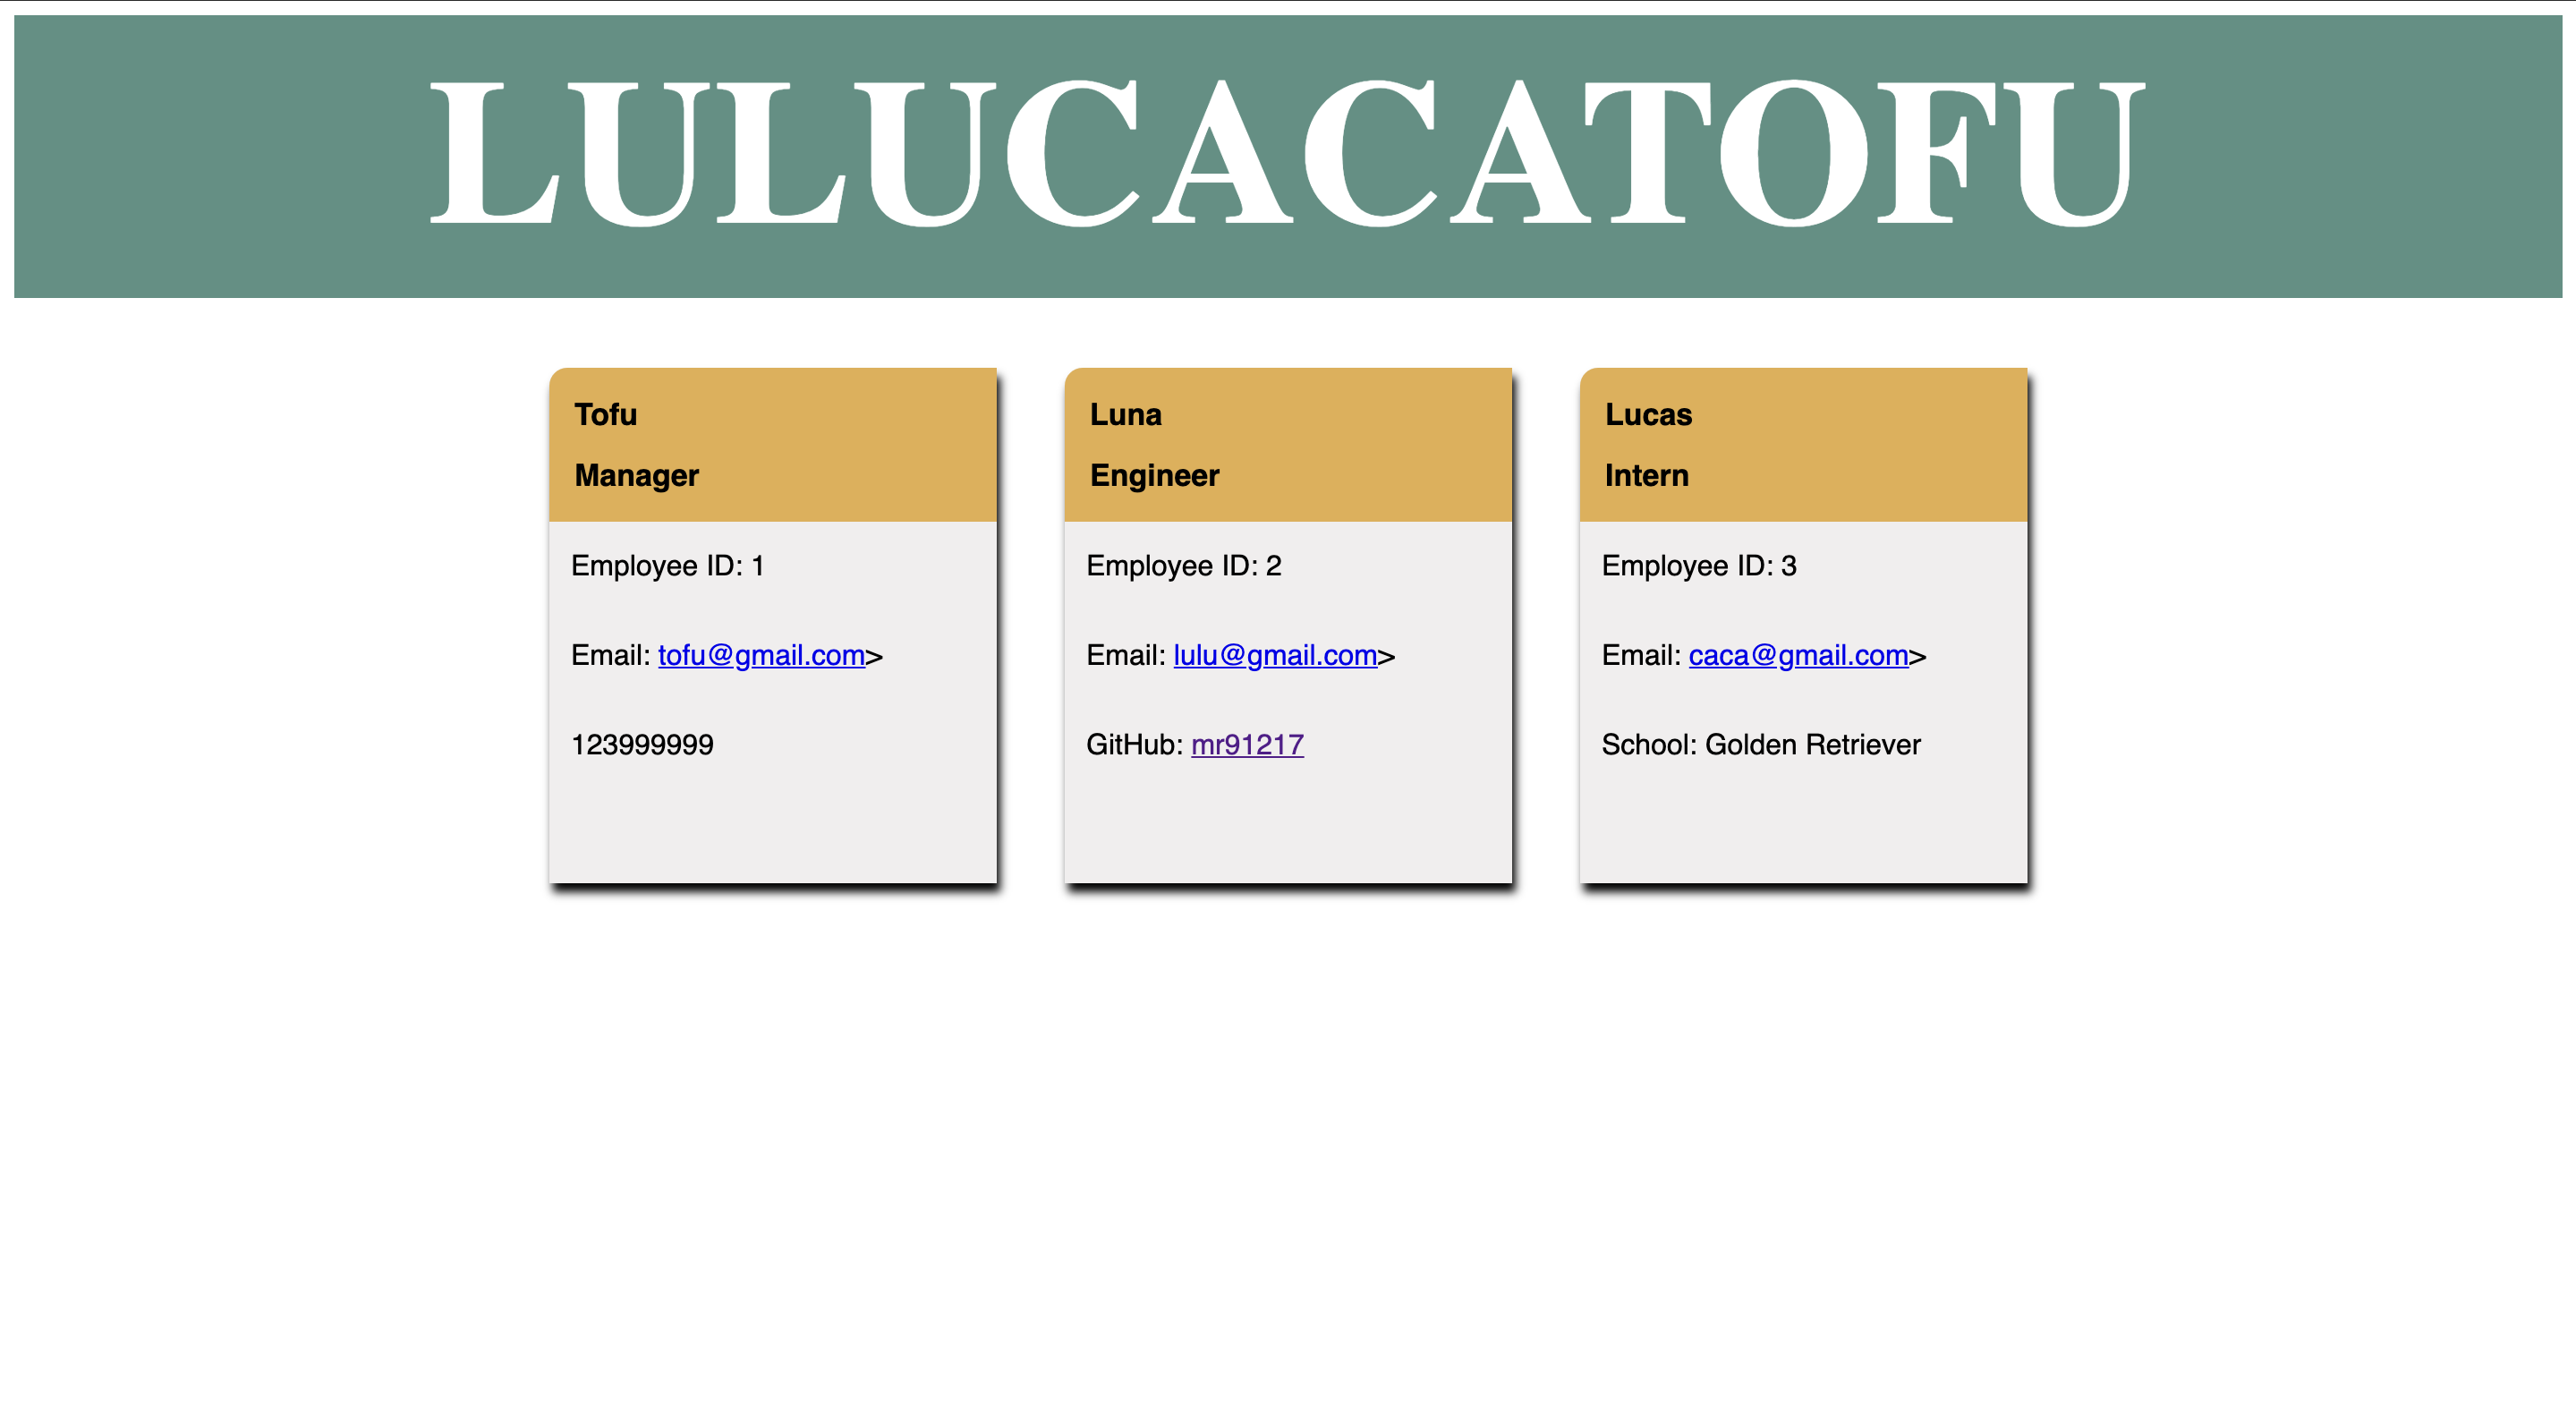 LULUCACATOFU
Tofu
Manager
Employee ID: 1
Email: tofu@gmail.com>
123999999
Luna
Engineer
Employee ID: 2
Email: lulu@gmail.com>
GitHub: mr91217
Lucas
Intern
Employee ID: 3
Email: caca@gmail.com>
School: Golden Retriever